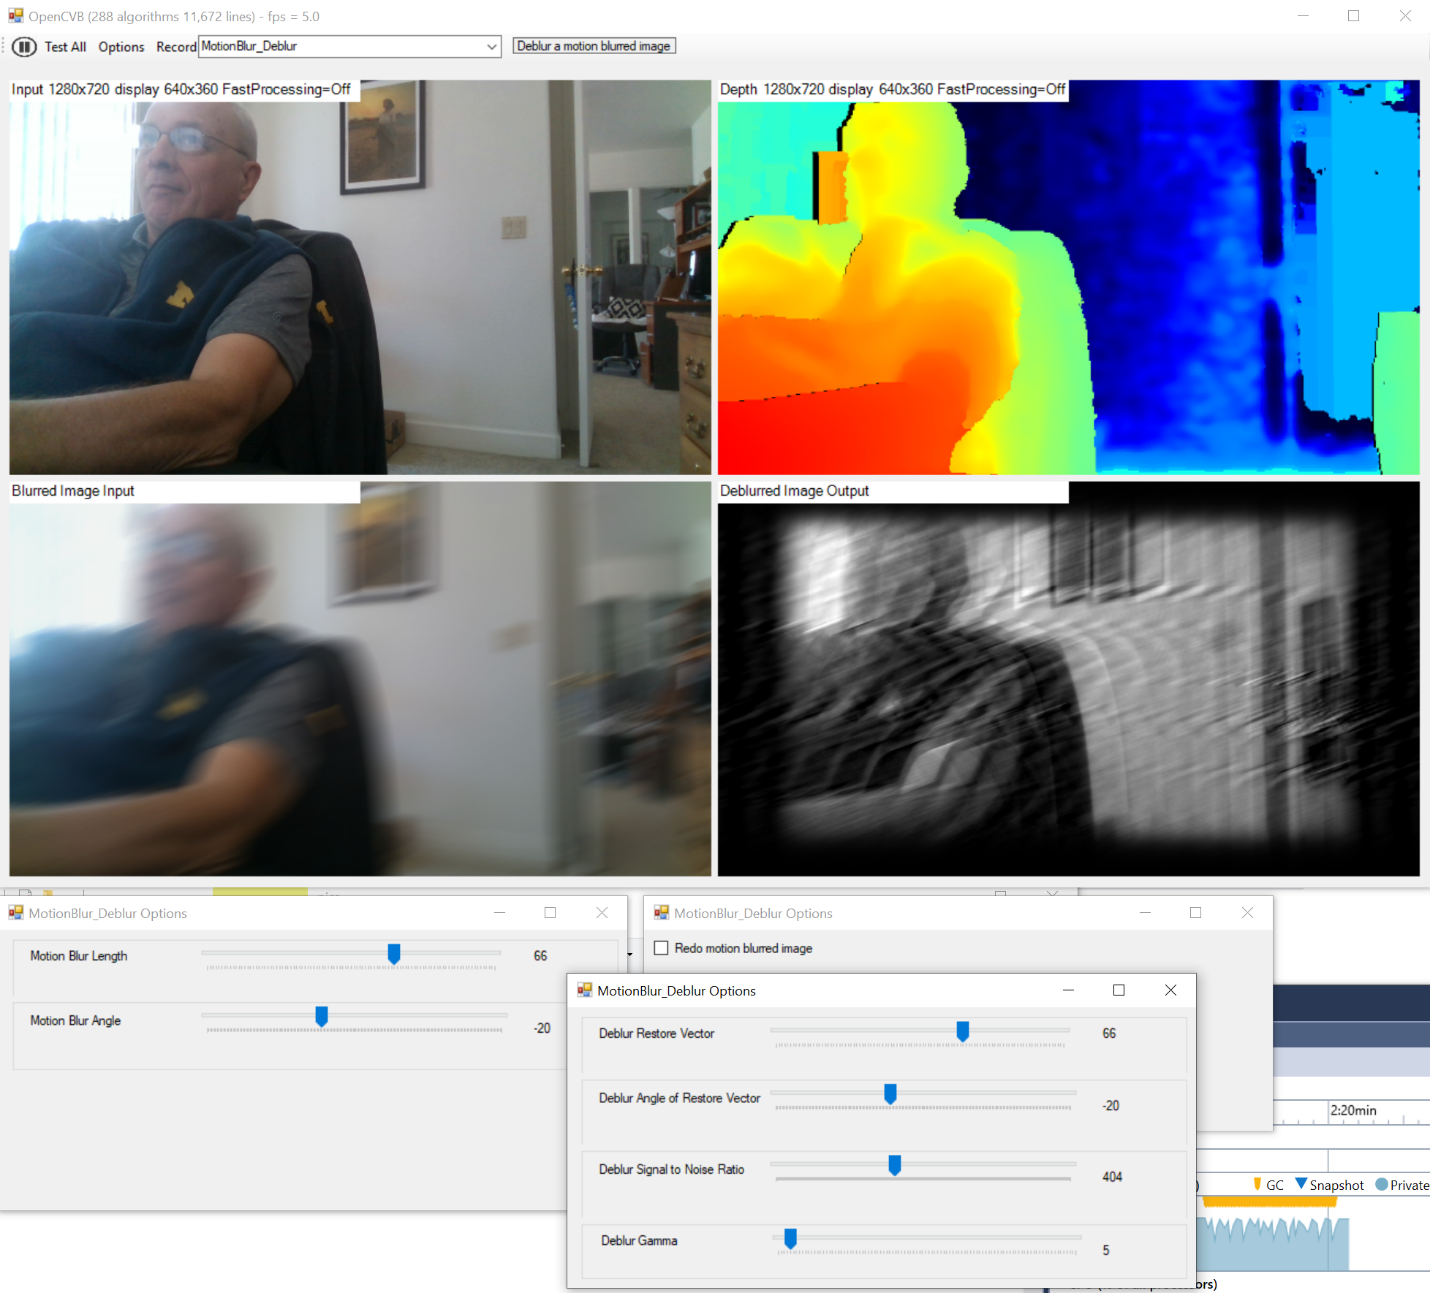 OpenCVB (288 algorithms 11,672 lines) - fps = 5.0
Test All Options Record MotionBlur_Deblur Deblur a motion blurred image
Input 1280x720 display 640x360 FastProcessing=Off
Depth 1280x720 display 640x360 FastProcessing=Off
Blurred Image Input
Deblurred Image Output
MotionBlur_Deblur Options
Motion Blur Length 66
Motion Blur Angle -20
MotionBlur_Deblur Options
Redo motion blurred image
MotionBlur_Deblur Options
Deblur Restore Vector 66
Deblur Angle of Restore Vector -20
Deblur Signal to Noise Ratio 404
Deblur Gamma 5
2:20min
) GC Snapshot Private